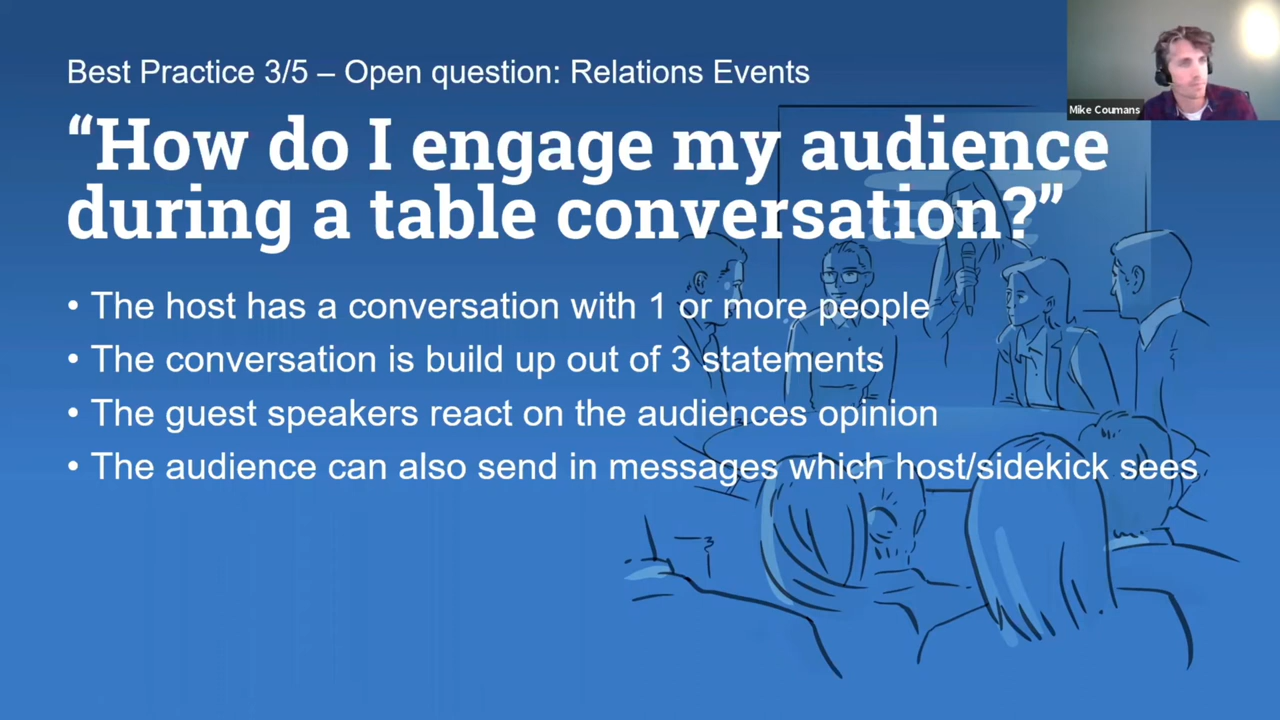 Best Practice 3/5 – Open question: Relations Events
Mike Coumans
“How do I engage my audience
during a table conversation?”
• The host has a conversation with 1 or more people
• The conversation is build up out of 3 statements
• The guest speakers react on the audiences opinion
• The audience can also send in messages which host/sidekick sees